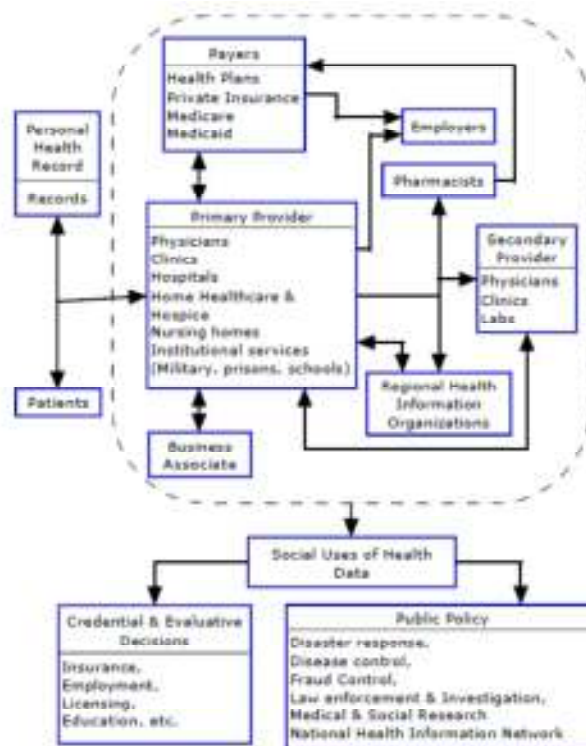 Payers
Health Plans
Private Insurance
Medicare
Medicaid
Employers
Personal
Health
Record
Records
Pharmacists
Primary Provider
Physicians
Clinics
Hospitals
Home Healthcare &
Hospice
Nursing homes
Institutional services
(Military, prisons, schools)
Secondary
Provider
Physicians
Clinics
Labs
Patients
Regional Health
Information
Organizations
Business
Associate
Social Uses of Health
Data
Credential & Evaluative
Decisions
Insurance,
Employment,
Licensing,
Education, etc.
Public Policy
Disaster response,
Disease control,
Fraud Control,
Law enforcement & Investigation,
Medical & Social Research
National Health Information Network